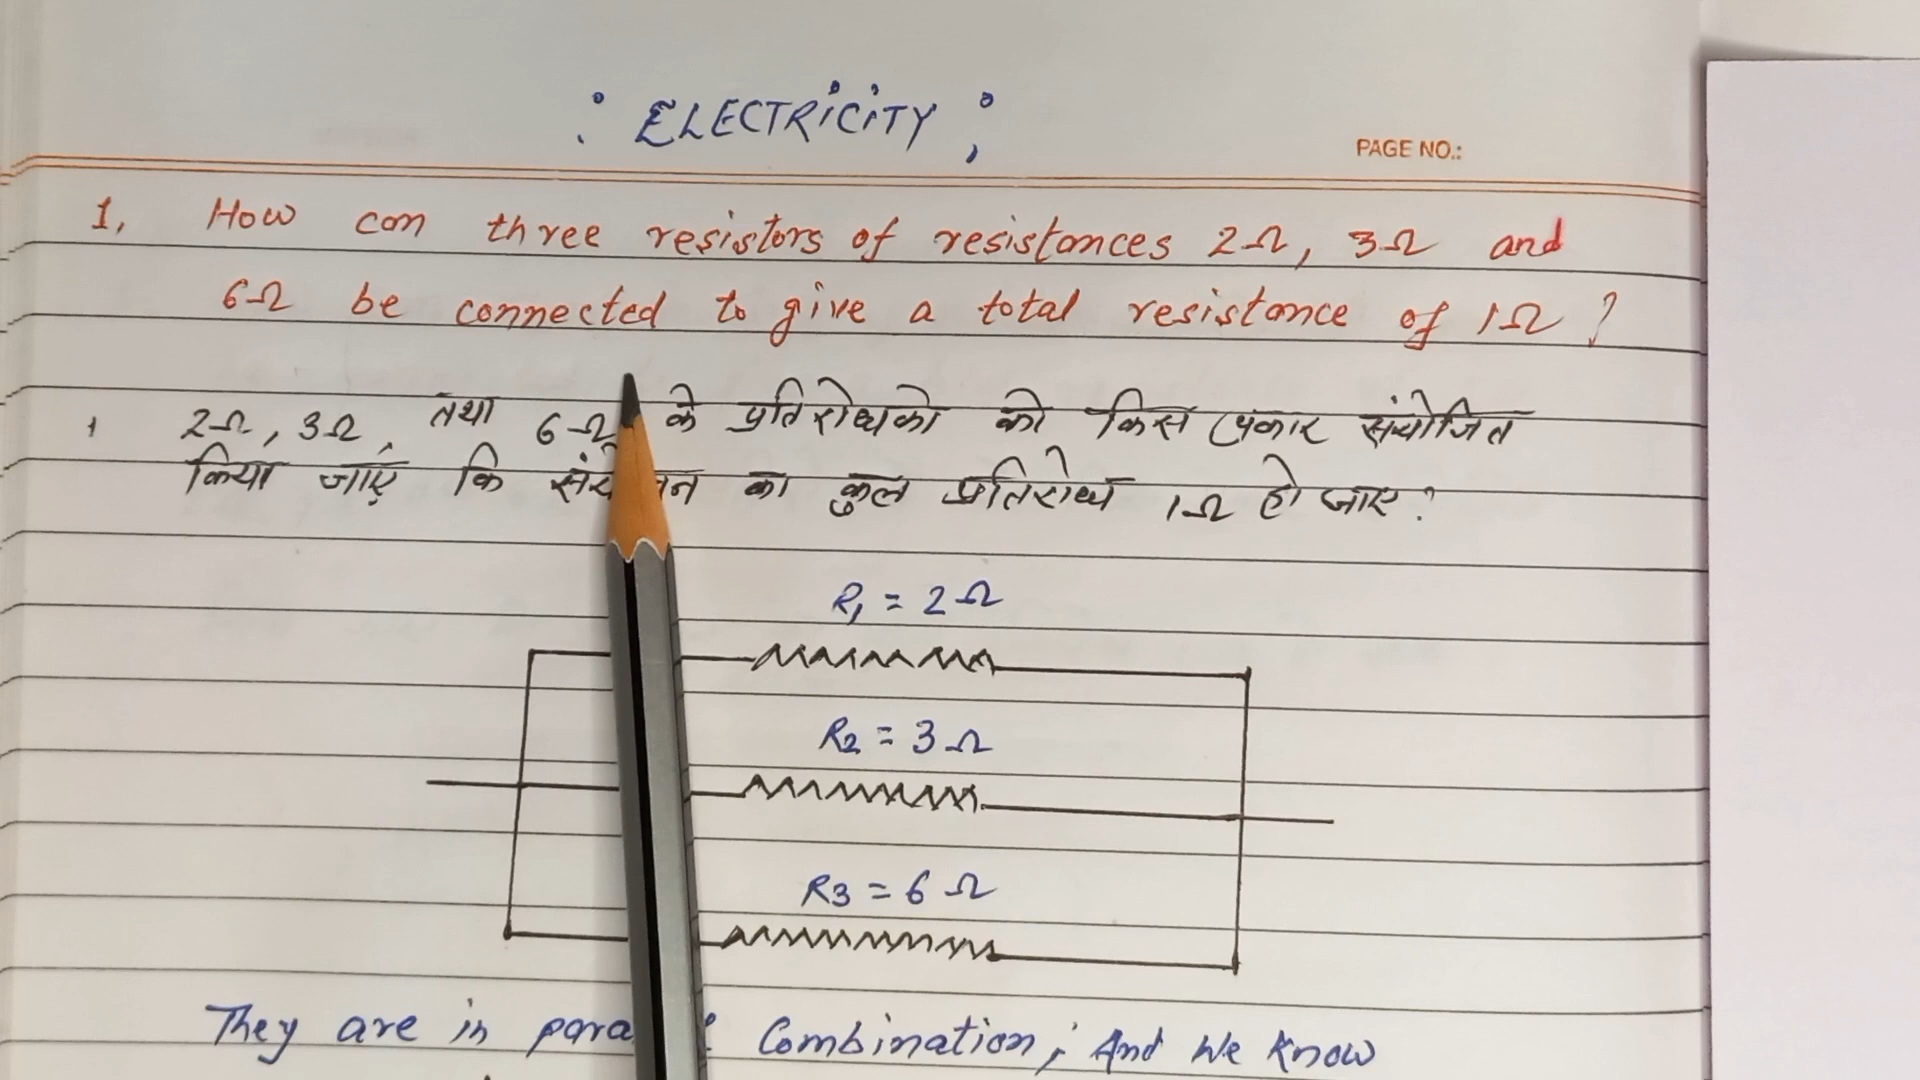 : ELECTRICITY ;
PAGE NO.:
1, How can three resistors of resistances 2Ω, 3Ω and
6Ω be connected to give a total resistance of 1Ω ?
1 2Ω, 3Ω, तथा 6Ω के प्रतिरोधको को किस प्रकार संयोजित
किया जाएं कि का कुल प्रतिरोध 1Ω हो जाए ?
R1 = 2Ω
R2 = 3Ω
R3 = 6Ω
They are in Combination; And We Know